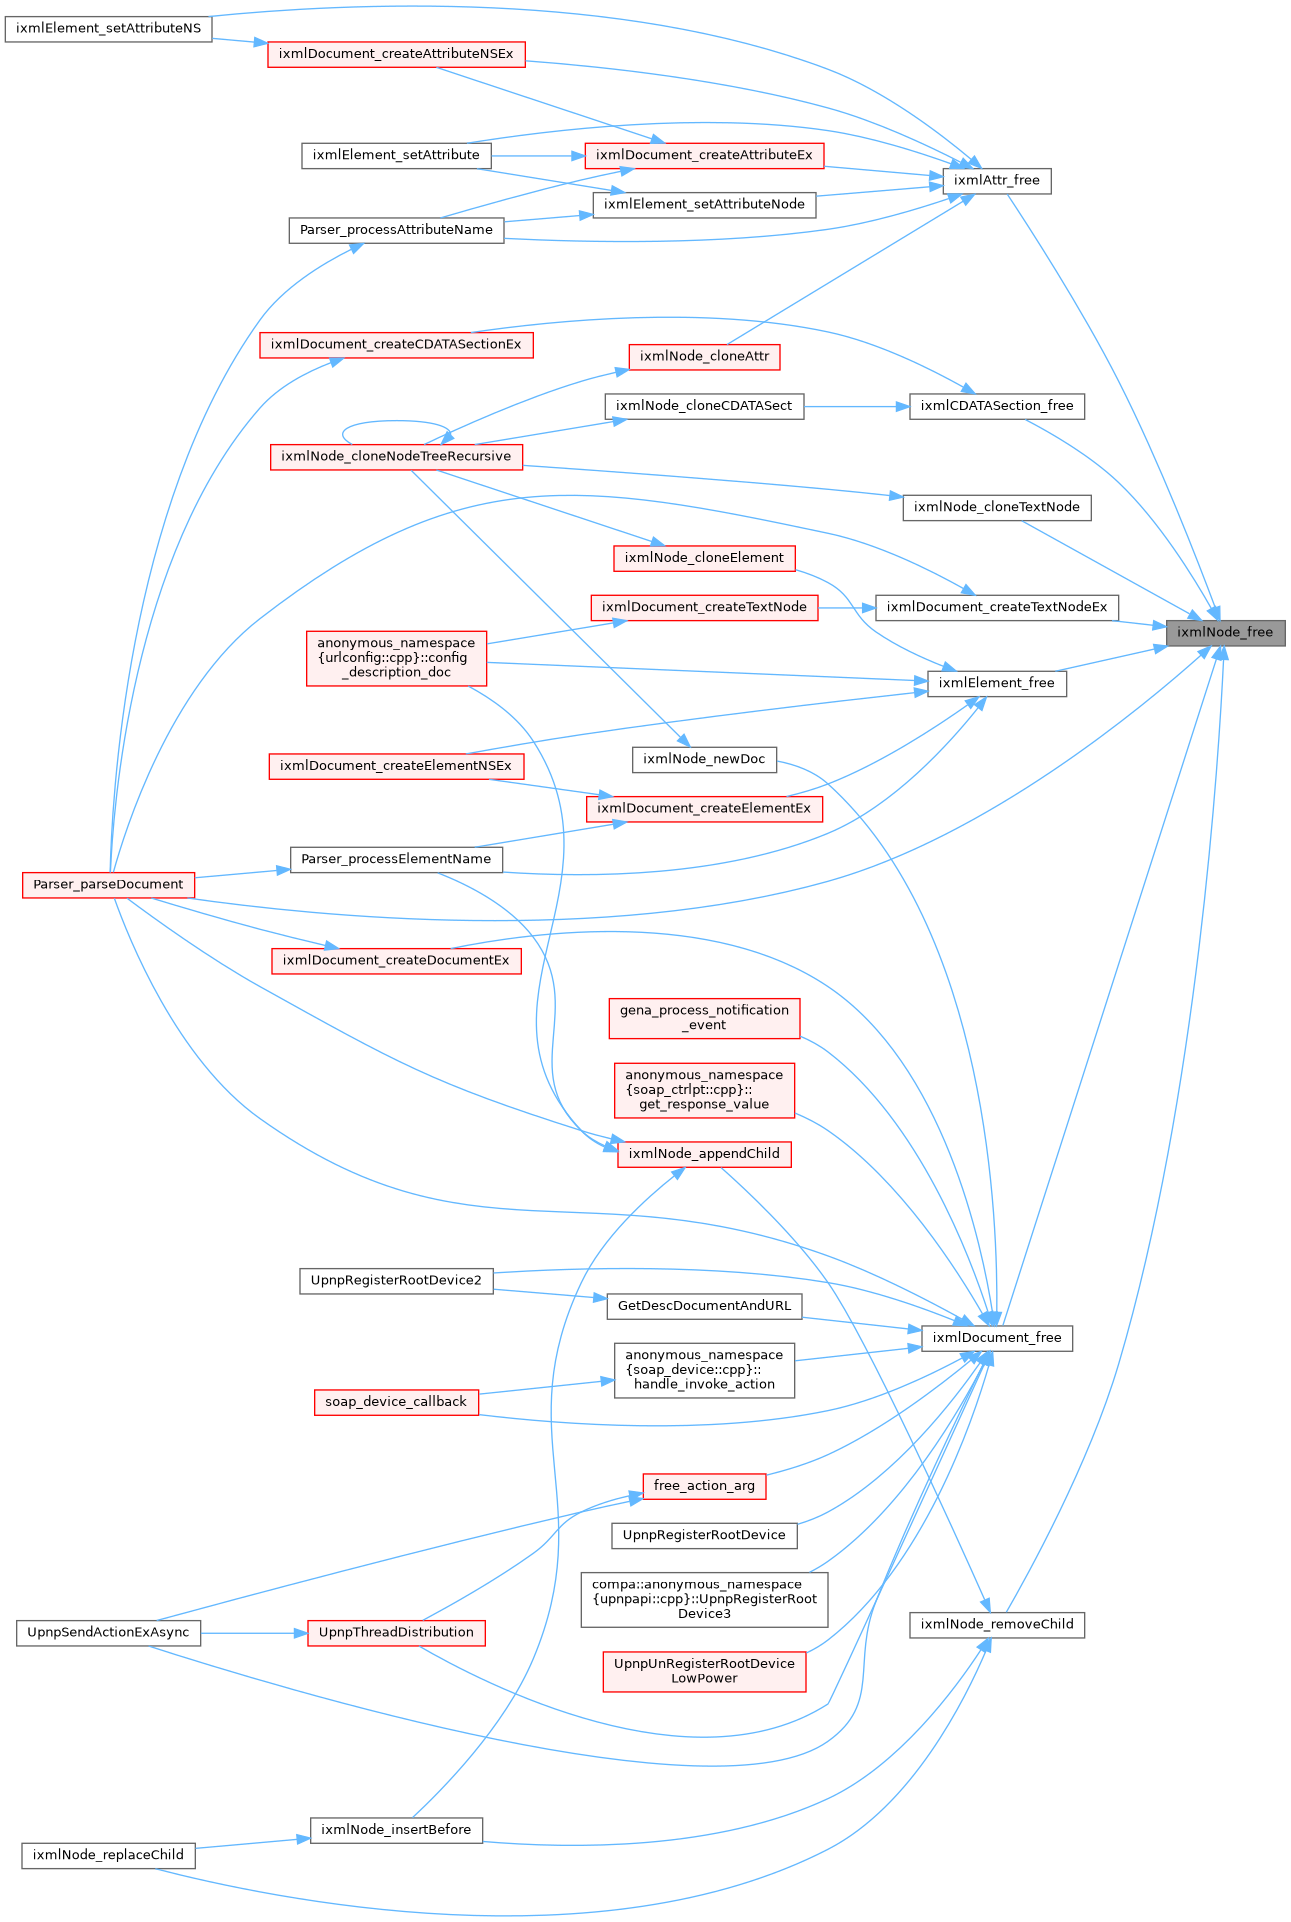 ixmlElement_setAttributeNS
ixmlDocument_createAttributeNSEx
ixmlElement_setAttribute
ixmlDocument_createAttributeEx
ixmlAttr_free
ixmlElement_setAttributeNode
Parser_processAttributeName
ixmlDocument_createCDATASectionEx
ixmlNode_cloneAttr
ixmlNode_cloneCDATASect
ixmlCDATASection_free
ixmlNode_cloneNodeTreeRecursive
ixmlNode_cloneTextNode
ixmlNode_cloneElement
ixmlDocument_createTextNode
ixmlDocument_createTextNodeEx
ixmlNode_free
anonymous_namespace
{urlconfig::cpp}::config
_description_doc
ixmlElement_free
ixmlNode_newDoc
ixmlDocument_createElementNSEx
ixmlDocument_createElementEx
Parser_processElementName
Parser_parseDocument
ixmlDocument_createDocumentEx
gena_process_notification
_event
anonymous_namespace
{soap_ctrlpt::cpp}::
get_response_value
ixmlNode_appendChild
UpnpRegisterRootDevice2
GetDescDocumentAndURL
ixmlDocument_free
anonymous_namespace
{soap_device::cpp}::
handle_invoke_action
soap_device_callback
free_action_arg
UpnpRegisterRootDevice
compa::anonymous_namespace
{upnpapi::cpp}::UpnpRegisterRoot
Device3
UpnpSendActionExAsync
UpnpThreadDistribution
ixmlNode_removeChild
UpnpUnRegisterRootDevice
LowPower
ixmlNode_insertBefore
ixmlNode_replaceChild